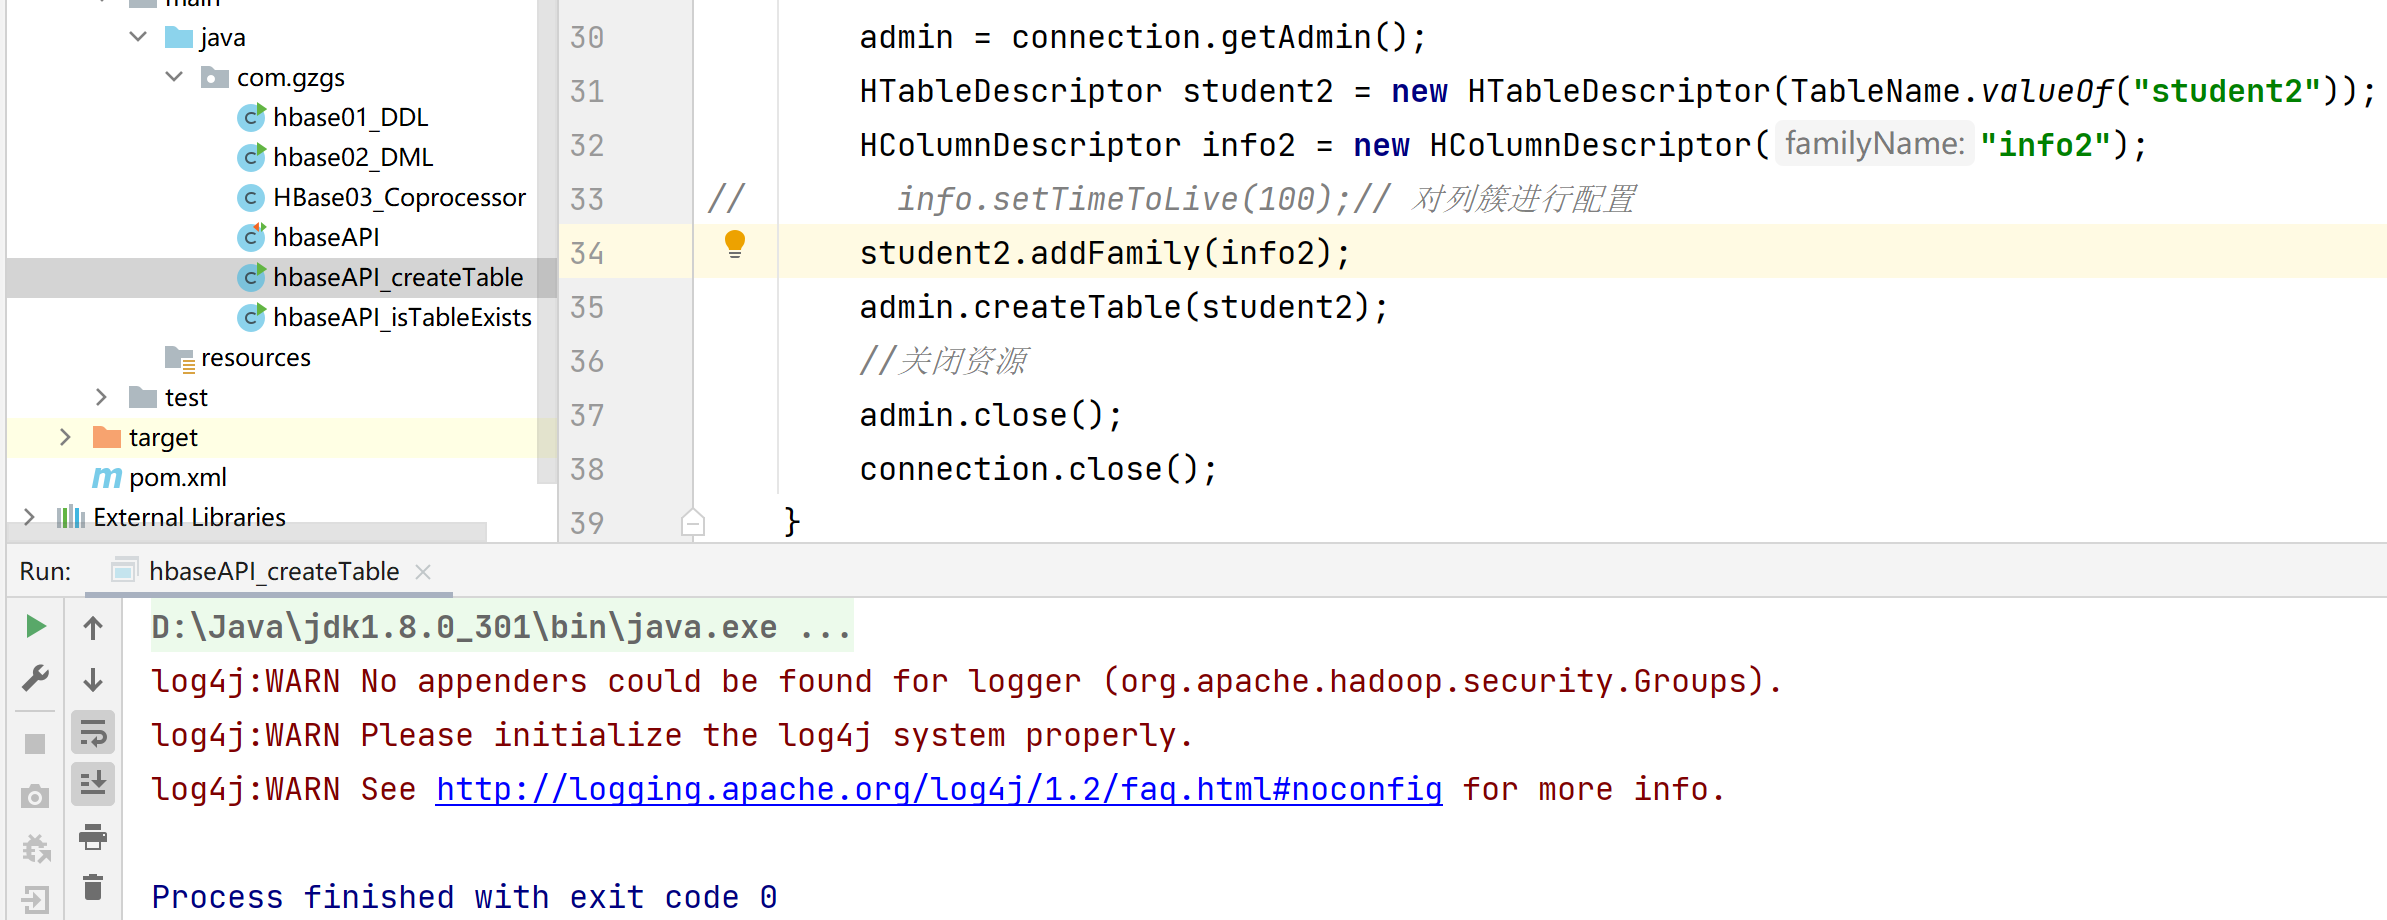 main
java
com.gzgs
hbase01_DDL
hbase02_DML
HBase03_Coprocessor
hbaseAPI
hbaseAPI_createTable
hbaseAPI_isTableExists
resources
test
target
pom.xml
External Libraries
30 admin = connection.getAdmin();
31 HTableDescriptor student2 = new HTableDescriptor(TableName.valueOf("student2"));
32 HColumnDescriptor info2 = new HColumnDescriptor( familyName: "info2");
33 // info.setTimeToLive(100);// 对列簇进行配置
34 student2.addFamily(info2);
35 admin.createTable(student2);
36 //关闭资源
37 admin.close();
38 connection.close();
39 }
Run: hbaseAPI_createTable
D:\Java\jdk1.8.0_301\bin\java.exe ...
log4j:WARN No appenders could be found for logger (org.apache.hadoop.security.Groups).
log4j:WARN Please initialize the log4j system properly.
log4j:WARN See http://logging.apache.org/log4j/1.2/faq.html#noconfig for more info.
Process finished with exit code 0